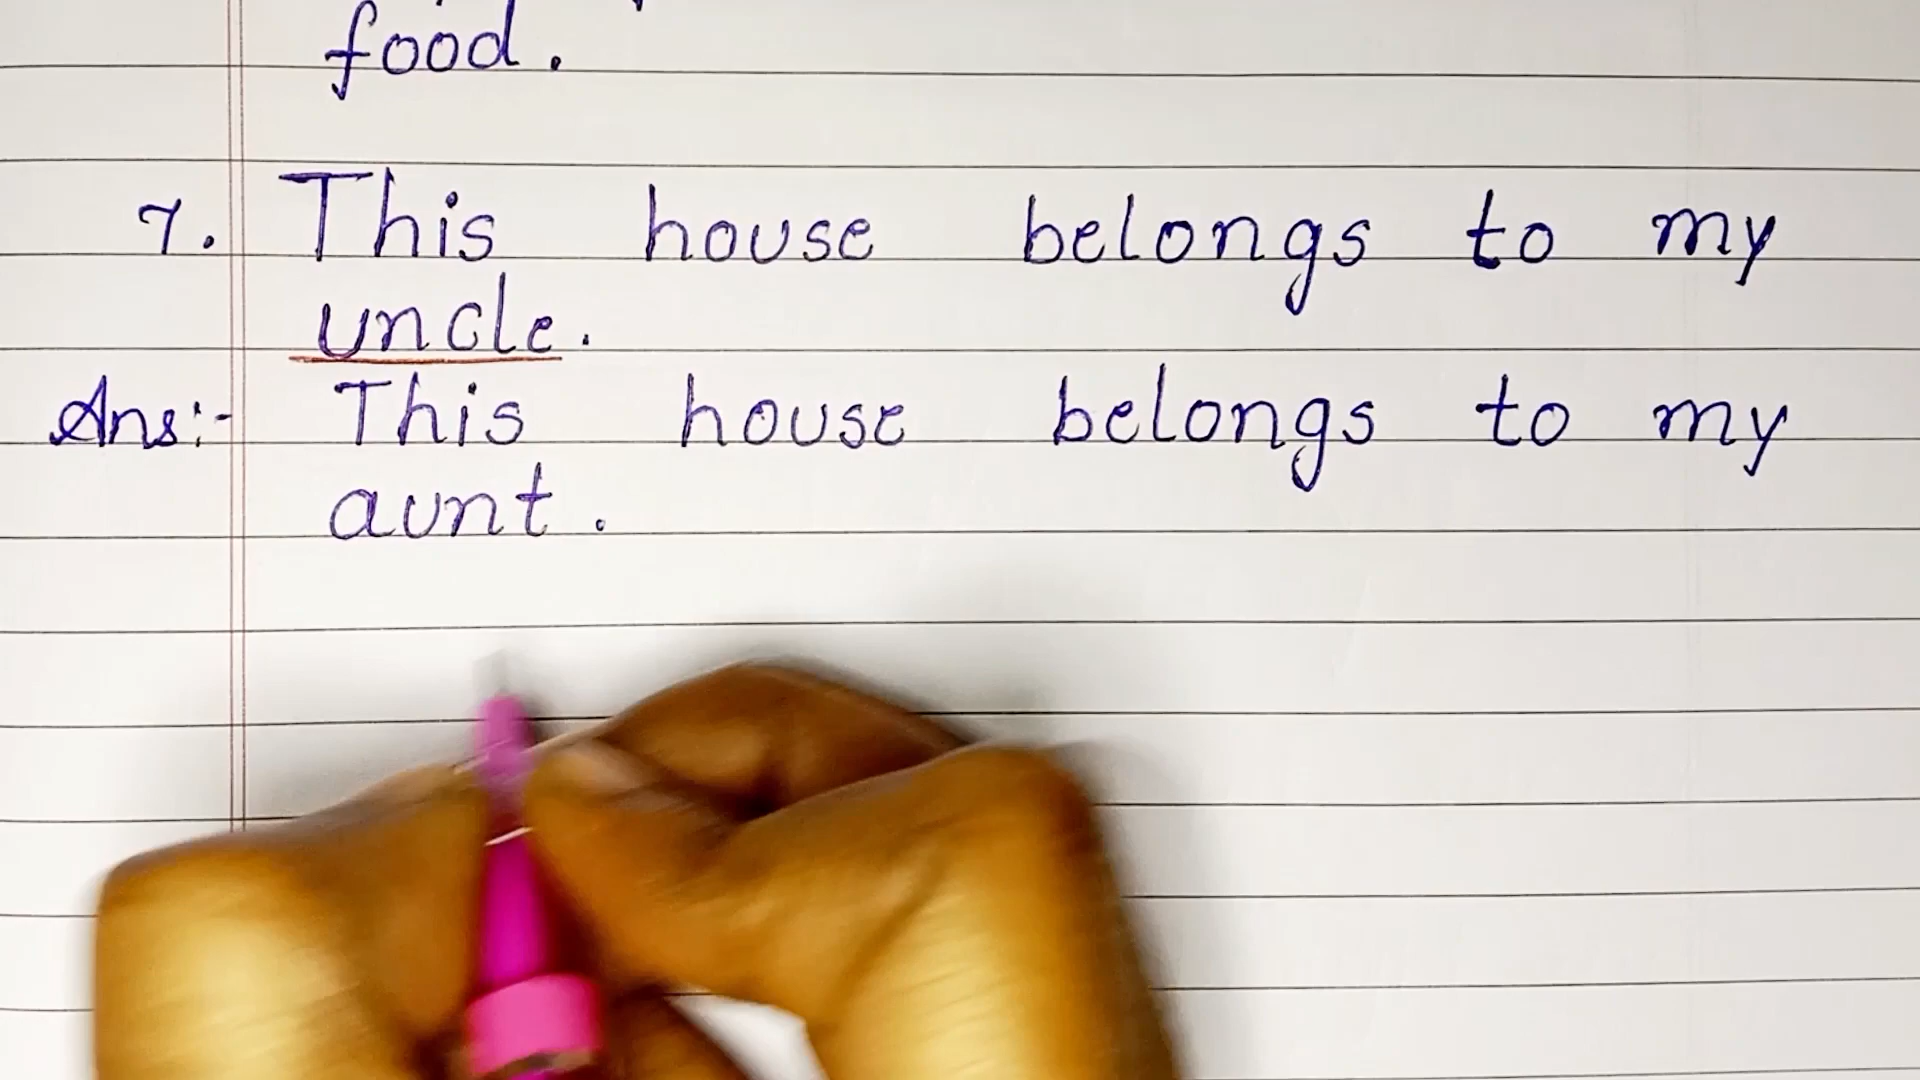 food.
7. This house belongs to my
uncle.
Ans:- This house belongs to my
aunt.